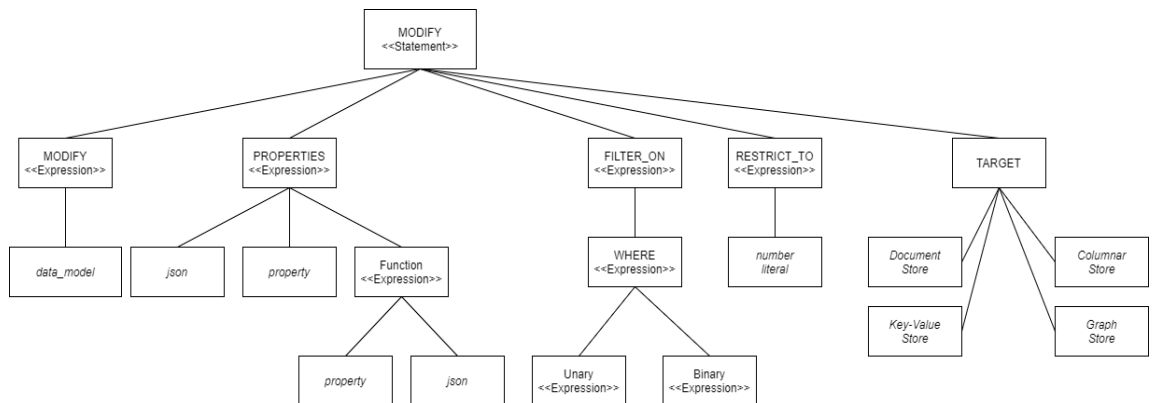 MODIFY
<<Statement>>
MODIFY
<<Expression>>
PROPERTIES
<<Expression>>
FILTER_ON
<<Expression>>
RESTRICT_TO
<<Expression>>
TARGET
data_model
json
property
Function
<<Expression>>
WHERE
<<Expression>>
number
literal
Document
Store
Columnar
Store
Key-Value
Store
Graph
Store
property
json
Unary
<<Expression>>
Binary
<<Expression>>